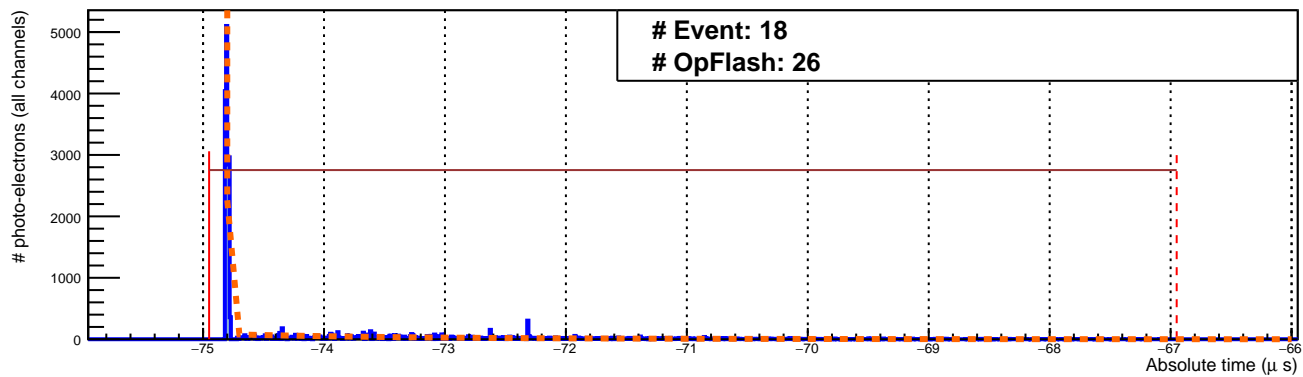 # Event: 18
# OpFlash: 26
# photo-electrons (all channels)
5000
4000
3000
2000
1000
0
−75 −74 −73 −72 −71 −70 −69 −68 −67 −66
Absolute time (μ s)